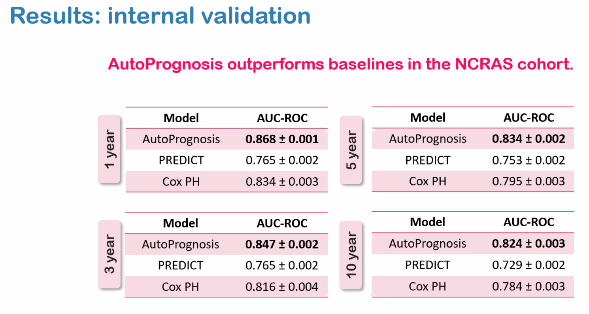 Results: internal validation
AutoPrognosis outperforms baselines in the NCRAS cohort.
1 year
Model AUC-ROC
AutoPrognosis 0.868 ± 0.001
PREDICT 0.765 ± 0.002
Cox PH 0.834 ± 0.003
5 year
Model AUC-ROC
AutoPrognosis 0.834 ± 0.002
PREDICT 0.753 ± 0.002
Cox PH 0.795 ± 0.003
3 year
Model AUC-ROC
AutoPrognosis 0.847 ± 0.002
PREDICT 0.765 ± 0.002
Cox PH 0.816 ± 0.004
10 year
Model AUC-ROC
AutoPrognosis 0.824 ± 0.003
PREDICT 0.729 ± 0.002
Cox PH 0.784 ± 0.003